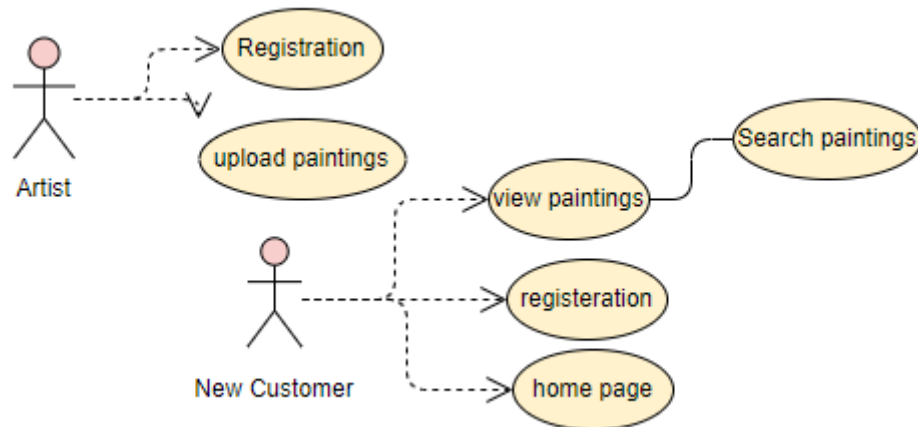 Registration
Search paintings
upload paintings
Artist
view paintings
registeration
New Customer
home page